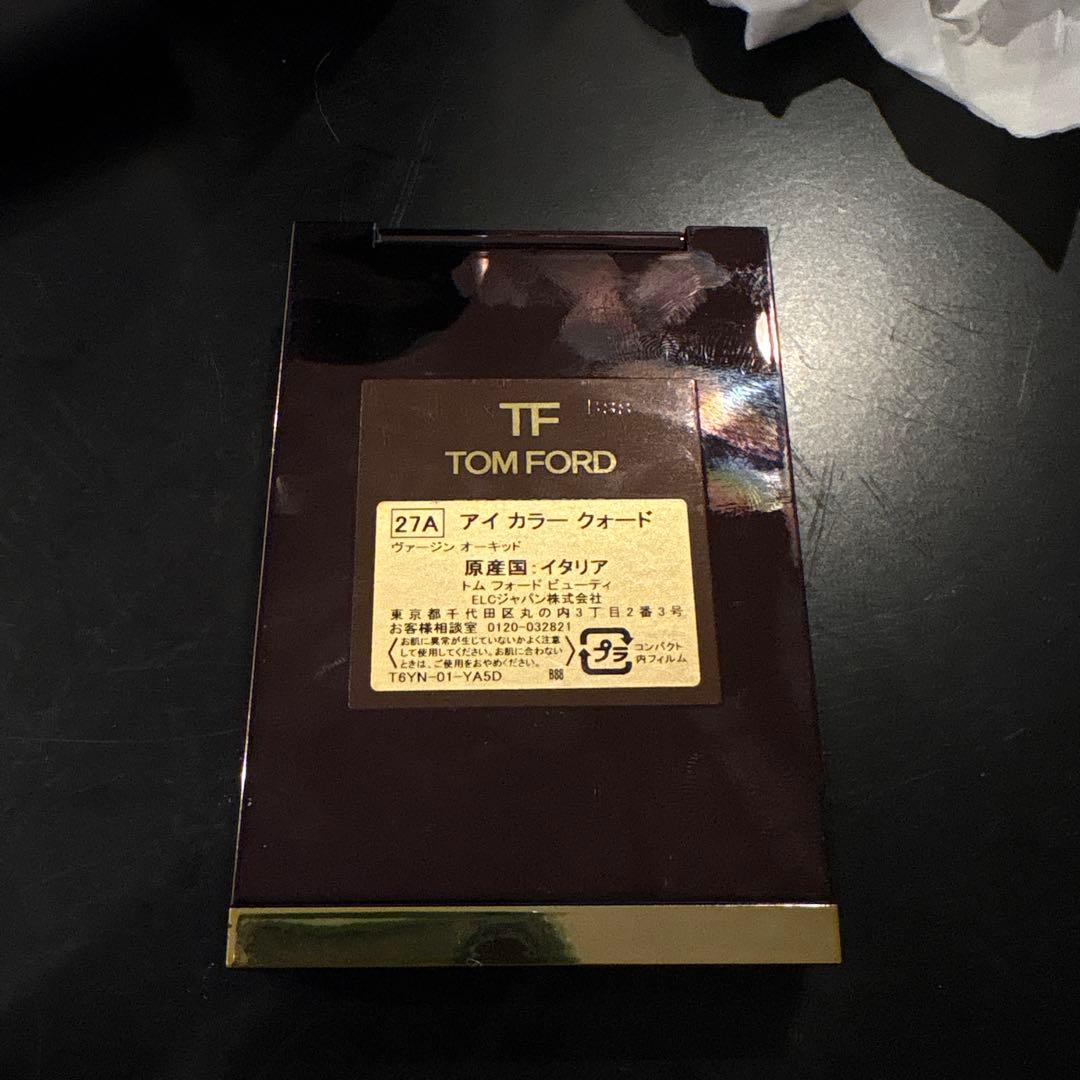 TF
B88
TOM FORD
27A アイ カラー クォード
ヴァージン オーキッド
原産国:イタリア
トム フォード ビューティ
ELCジャパン株式会社
東京都千代田区丸の内3丁目2番3号
お客様相談室 0120-032821
お肌に異常が生じていないかよく注意
して使用してください。お肌に合わない
ときは、ご使用をおやめください。
プラ
コンパクト
内フィルム
T6YN-01-YA5D B88